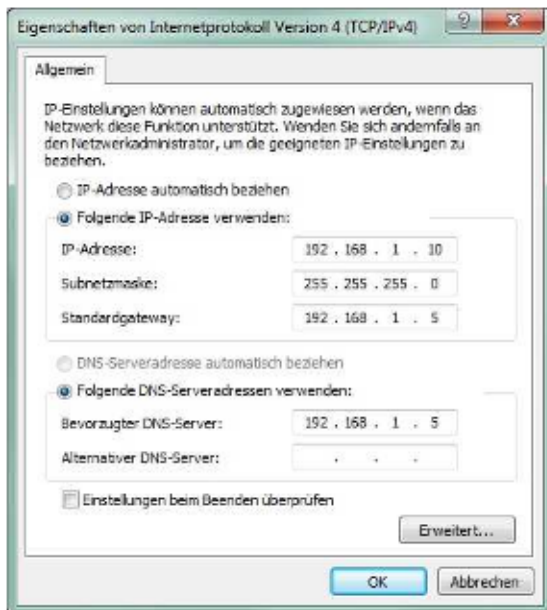 Eigenschaften von Internetprotokoll Version 4 (TCP/IPv4)
Allgemein
IP-Einstellungen können automatisch zugewiesen werden, wenn das
Netzwerk diese Funktion unterstützt. Wenden Sie sich andernfalls an
den Netzwerkadministrator, um die geeigneten IP-Einstellungen zu
beziehen.
IP-Adresse automatisch beziehen
Folgende IP-Adresse verwenden:
IP-Adresse: 192 . 168 . 1 . 10
Subnetzmaske: 255 . 255 . 255 . 0
Standardgateway: 192 . 168 . 1 . 5
DNS-Serveradresse automatisch beziehen
Folgende DNS-Serveradressen verwenden:
Bevorzugter DNS-Server: 192 . 168 . 1 . 5
Alternativer DNS-Server: . . .
Einstellungen beim Beenden überprüfen
Erweitert...
OK Abbrechen